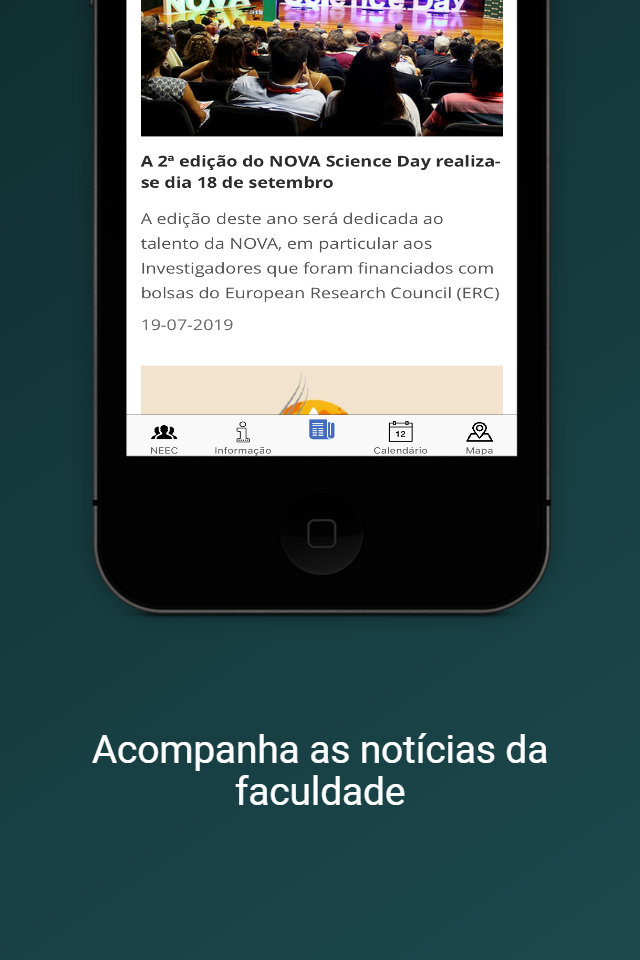 NOVA Science Day
A 2ª edição do NOVA Science Day realiza-
se dia 18 de setembro
A edição deste ano será dedicada ao
talento da NOVA, em particular aos
Investigadores que foram financiados com
bolsas do European Research Council (ERC)
19-07-2019
12
NEEC Informação Calendário Mapa
Acompanha as notícias da
faculdade